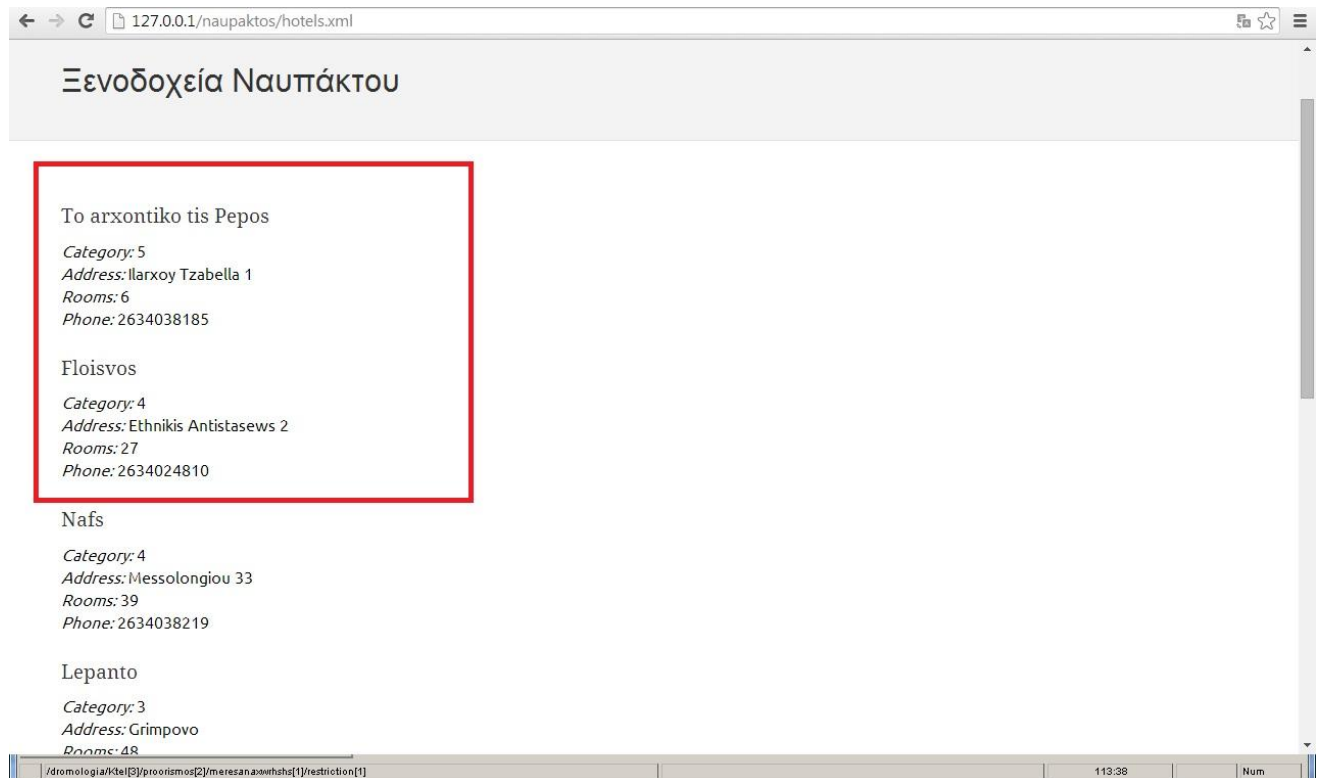 127.0.0.1/naupaktos/hotels.xml
Ξενοδοχεία Ναυπάκτου
To arxontiko tis Pepos
Category: 5
Address: Ilarxoy Tzabella 1
Rooms: 6
Phone: 2634038185
Floisvos
Category: 4
Address: Ethnikis Antistasews 2
Rooms: 27
Phone: 2634024810
Nafs
Category: 4
Address: Messolongiou 33
Rooms: 39
Phone: 2634038219
Lepanto
Category: 3
Address: Grimpovo
Rooms: 48
/dromologia/Ktel[3]/proorismos[2]/meresanaxwrhshs[1]/restriction[1] 113:38 Num